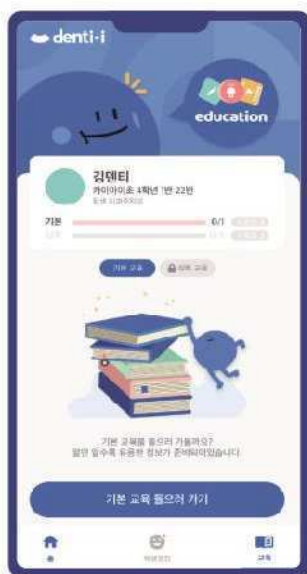 denti·i
education
김덴티
카이아이초 4학년 1반 22번
기본 0/1
기본 교육
교육
기본 교육을 들으러 가볼까요?
알면 알수록 유용한 정보가 준비되어있습니다
기본 교육 들으러 가기
홈
교육